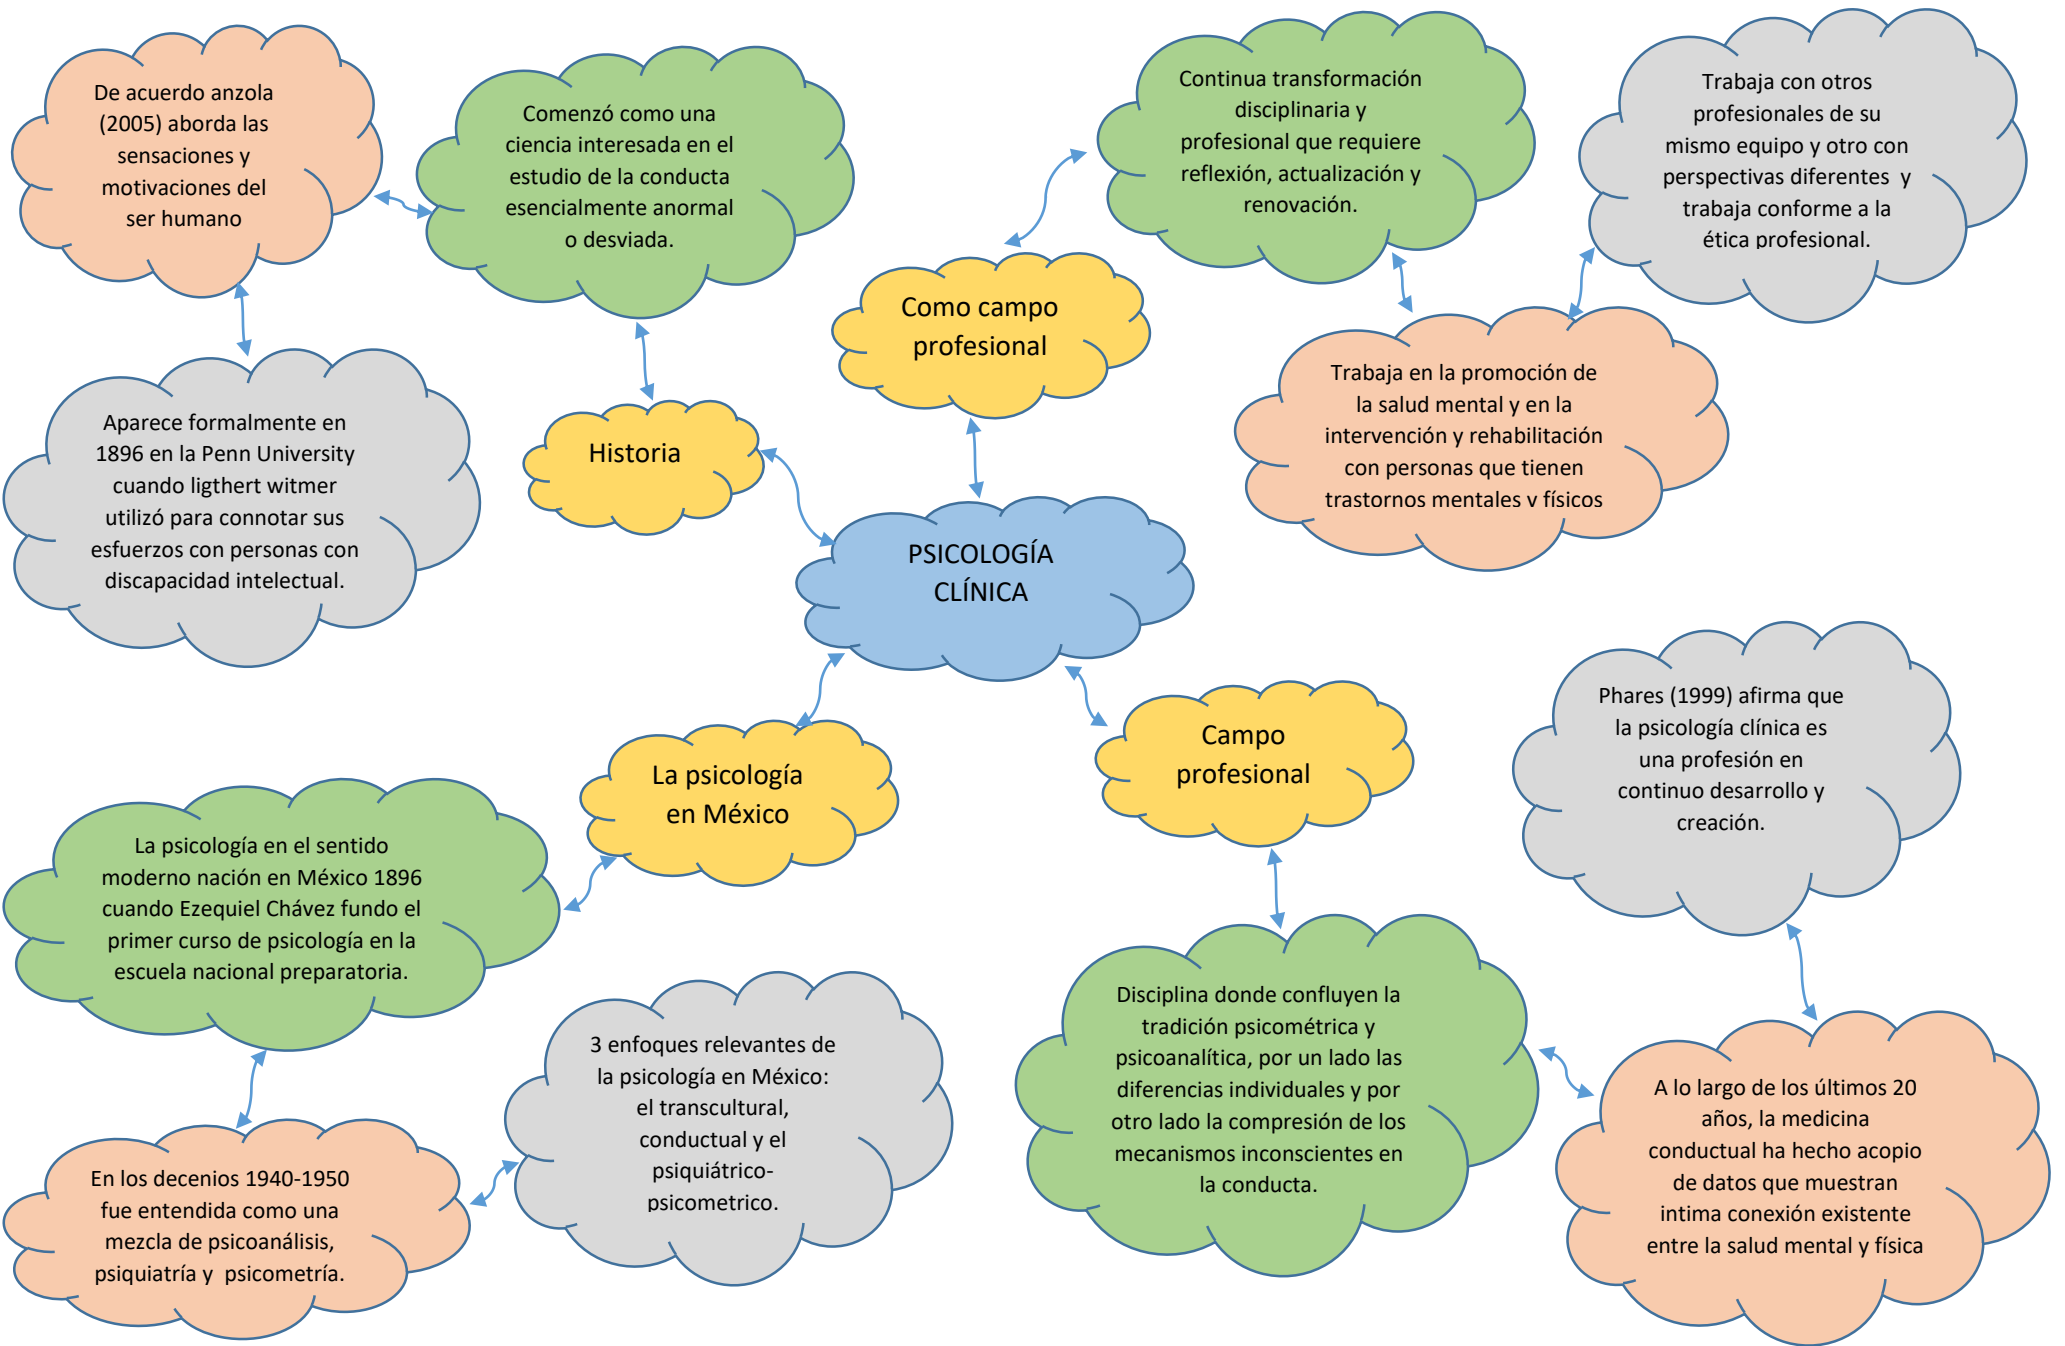 De acuerdo anzola
(2005) aborda las
sensaciones y
motivaciones del
ser humano
Comenzó como una
ciencia interesada en el
estudio de la conducta
esencialmente anormal
o desviada.
Continua transformación
disciplinaria y
profesional que requiere
reflexión, actualización y
renovación.
Trabaja con otros
profesionales de su
mismo equipo y otro con
perspectivas diferentes y
trabaja conforme a la
ética profesional.
Como campo
profesional
Trabaja en la promoción de
la salud mental y en la
intervención y rehabilitación
con personas que tienen
trastornos mentales y físicos
Aparece formalmente en
1896 en la Penn University
cuando ligthert witmer
utilizó para connotar sus
esfuerzos con personas con
discapacidad intelectual.
Historia
PSICOLOGÍA
CLÍNICA
Phares (1999) afirma que
la psicología clínica es
una profesión en
continuo desarrollo y
creación.
Campo
profesional
La psicología
en México
La psicología en el sentido
moderno nación en México 1896
cuando Ezequiel Chávez fundo el
primer curso de psicología en la
escuela nacional preparatoria.
3 enfoques relevantes de
la psicología en México:
el transcultural,
conductual y el
psiquiátrico-
psicometrico.
Disciplina donde confluyen la
tradición psicométrica y
psicoanalítica, por un lado las
diferencias individuales y por
otro lado la compresión de los
mecanismos inconscientes en
la conducta.
A lo largo de los últimos 20
años, la medicina
conductual ha hecho acopio
de datos que muestran
intima conexión existente
entre la salud mental y física
En los decenios 1940-1950
fue entendida como una
mezcla de psicoanálisis,
psiquiatría y psicometría.